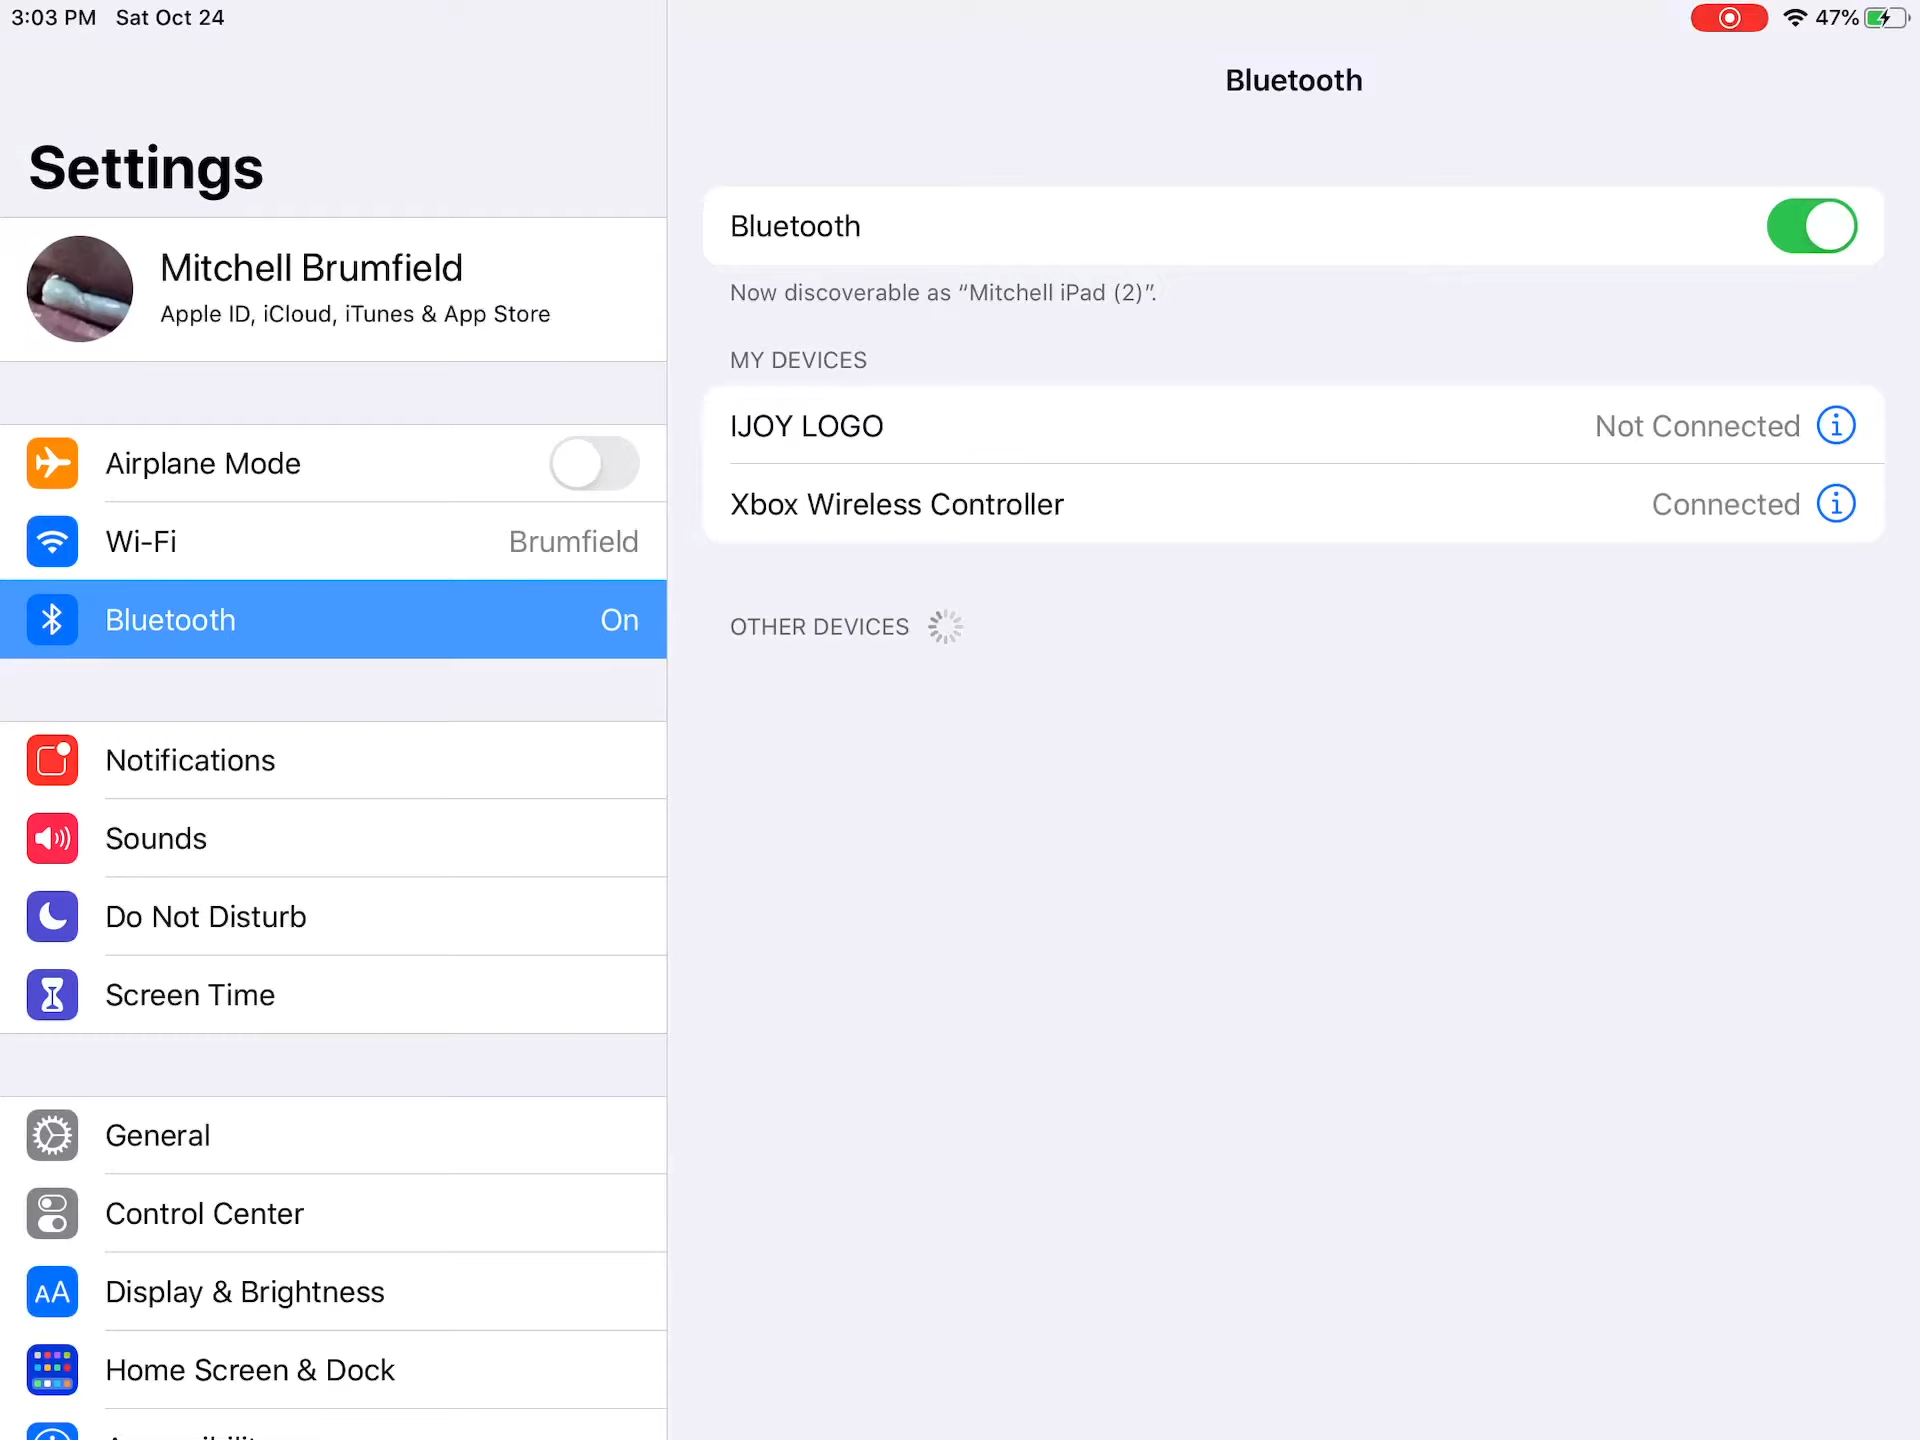 3:03 PM Sat Oct 24
47%
Settings
Mitchell Brumfield
Apple ID, iCloud, iTunes & App Store
Airplane Mode
Wi-Fi Brumfield
Bluetooth On
Notifications
Sounds
Do Not Disturb
Screen Time
General
Control Center
AA Display & Brightness
Home Screen & Dock
Bluetooth
Bluetooth
Now discoverable as “Mitchell iPad (2)”.
MY DEVICES
IJOY LOGO Not Connected
Xbox Wireless Controller Connected
OTHER DEVICES